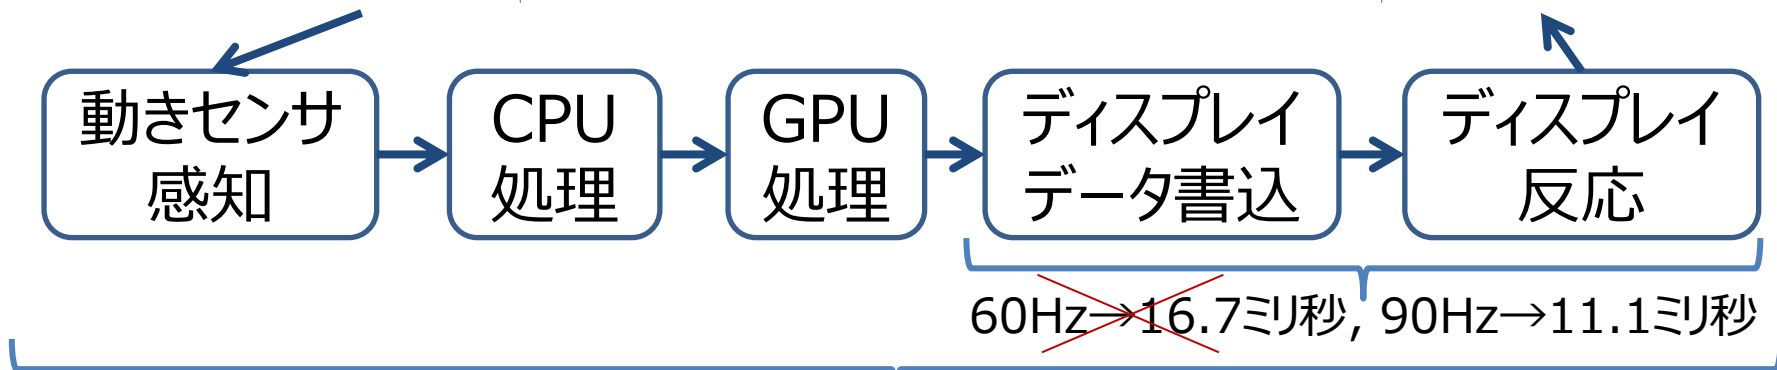 動きセンサ
感知
CPU
処理
GPU
処理
ディスプレイ
データ書込
ディスプレイ
反応
60Hz→16.7ミリ秒, 90Hz→11.1ミリ秒